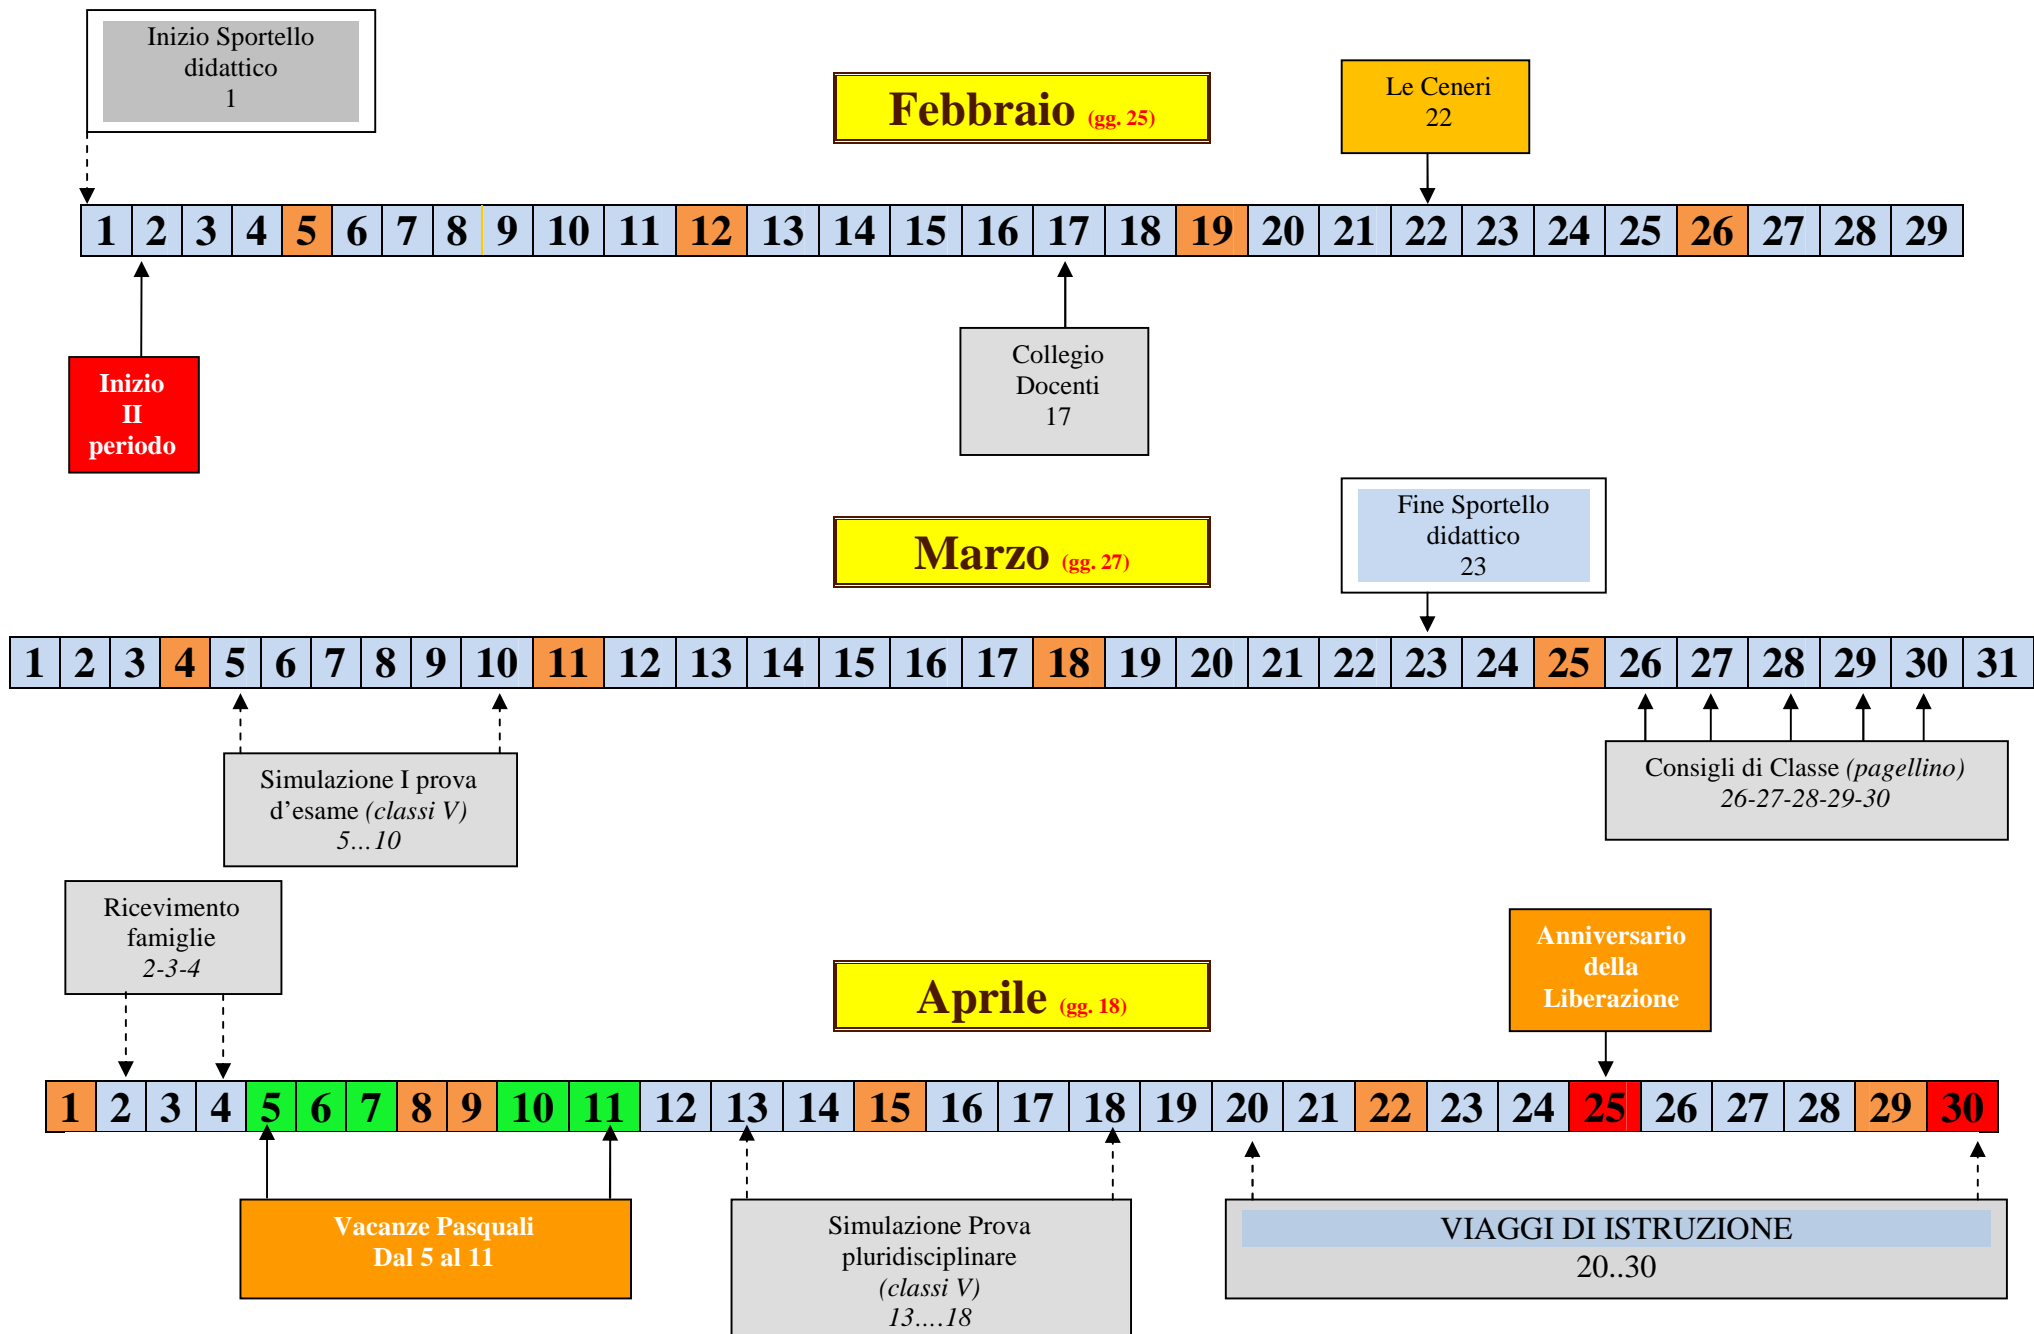 Inizio Sportello
didattico
1
Febbraio (gg. 25)
Le Ceneri
22
1 2 3 4 5 6 7 8 9 10 11 12 13 14 15 16 17 18 19 20 21 22 23 24 25 26 27 28 29
Inizio
II
periodo
Collegio
Docenti
17
Marzo (gg. 27)
Fine Sportello
didattico
23
1 2 3 4 5 6 7 8 9 10 11 12 13 14 15 16 17 18 19 20 21 22 23 24 25 26 27 28 29 30 31
Simulazione I prova
d’esame (classi V)
5...10
Consigli di Classe (pagellino)
26-27-28-29-30
Ricevimento
famiglie
2-3-4
Aprile (gg. 18)
Anniversario
della
Liberazione
1 2 3 4 5 6 7 8 9 10 11 12 13 14 15 16 17 18 19 20 21 22 23 24 25 26 27 28 29 30
Vacanze Pasquali
Dal 5 al 11
Simulazione Prova
pluridisciplinare
(classi V)
13....18
VIAGGI DI ISTRUZIONE
20..30